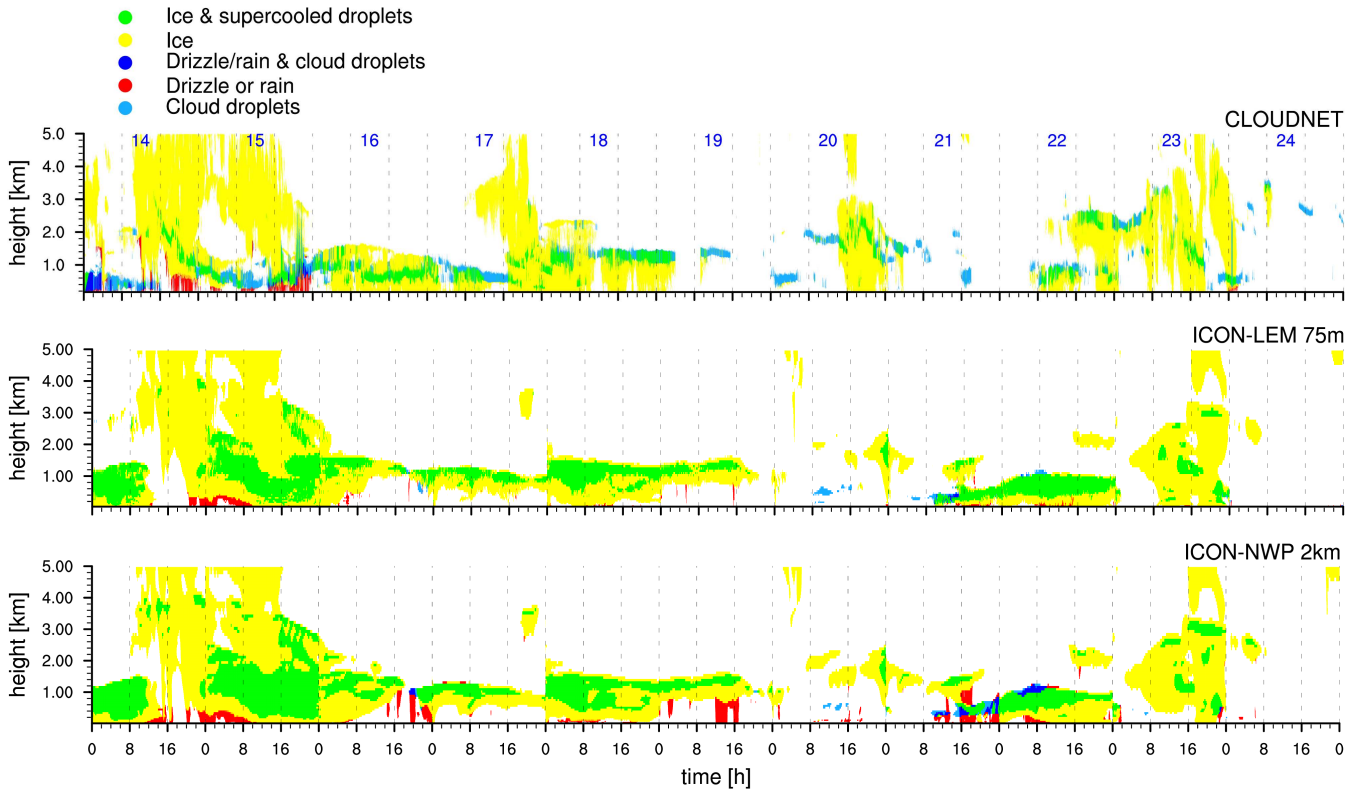 Ice & supercooled droplets
Ice
Drizzle/rain & cloud droplets
Drizzle or rain
Cloud droplets
CLOUDNET
14 15 16 17 18 19 20 21 22 23 24
5.0
4.0
3.0
2.0
1.0
height [km]
ICON-LEM 75m
5.00
4.00
3.00
2.00
1.00
height [km]
ICON-NWP 2km
5.00
4.00
3.00
2.00
1.00
height [km]
0 8 16 0 8 16 0 8 16 0 8 16 0 8 16 0 8 16 0 8 16 0 8 16 0 8 16 0 8 16 0 8 16 0
time [h]